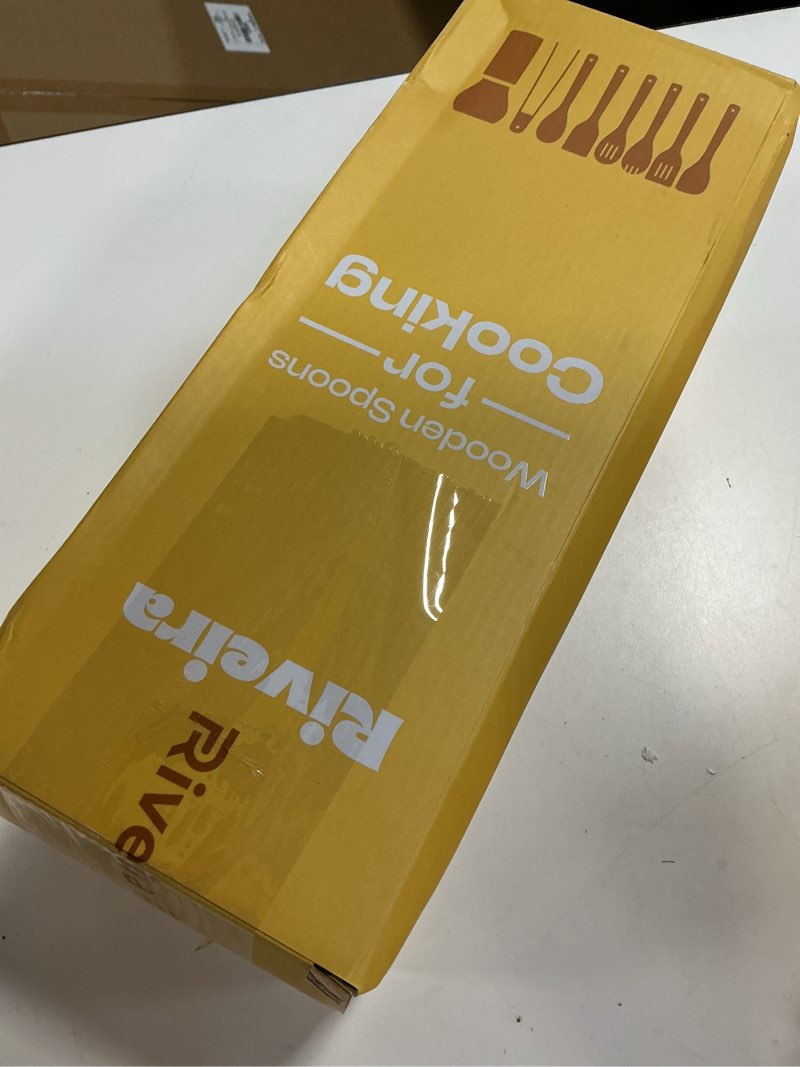 Riveira
Wooden Spoons
for
Cooking
Rive